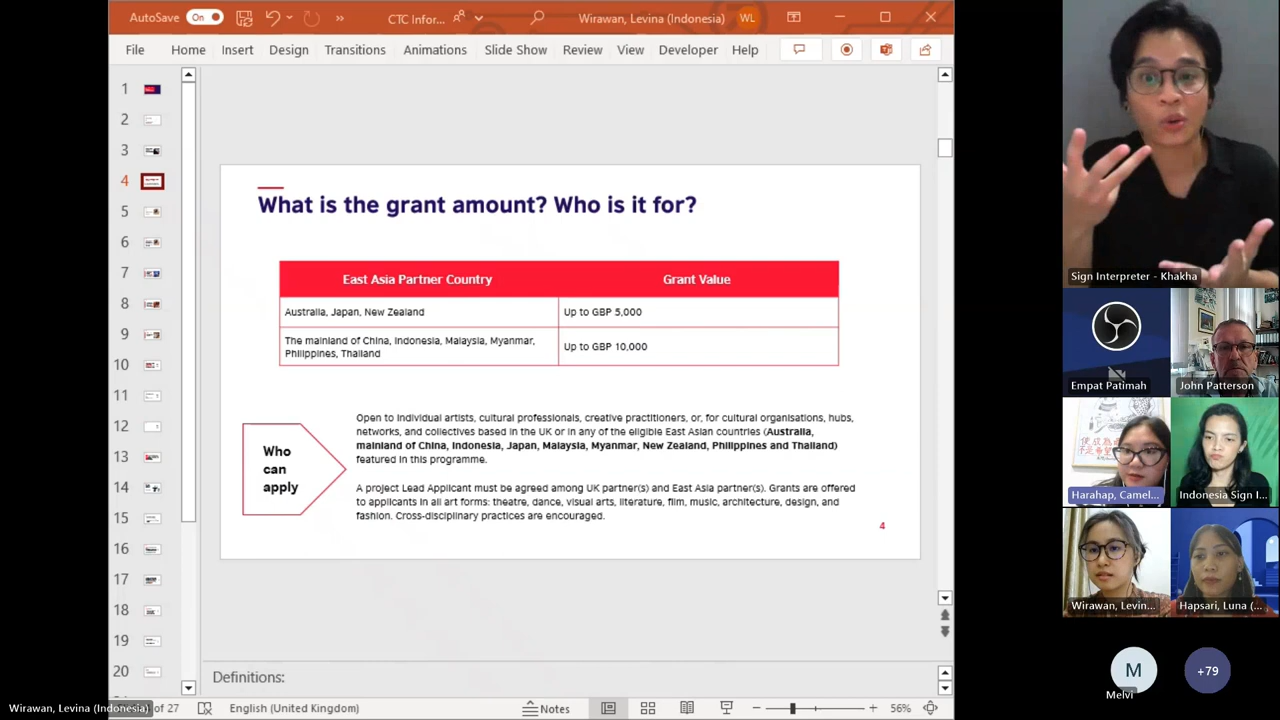 AutoSave On CTC Infor... Wirawan, Levina (Indonesia) WL
File Home Insert Design Transitions Animations Slide Show Review View Developer Help
1
2
3
4
5
6
7
8
9
10
11
12
13
14
15
16
17
18
19
20
What is the grant amount? Who is it for?
East Asia Partner Country Grant Value
Australia, Japan, New Zealand Up to GBP 5,000
The mainland of China, Indonesia, Malaysia, Myanmar,
Philippines, Thailand
Up to GBP 10,000
Who
can
apply
Open to individual artists, cultural professionals, creative practitioners, or, for cultural organisations, hubs,
networks, and collectives based in the UK or in any of the eligible East Asian countries (Australia,
mainland of China, Indonesia, Japan, Malaysia, Myanmar, New Zealand, Philippines and Thailand)
featured in this programme.
A project Lead Applicant must be agreed among UK partner(s) and East Asia partner(s). Grants are offered
to applicants in all art forms: theatre, dance, visual arts, literature, film, music, architecture, design, and
fashion. Cross-disciplinary practices are encouraged.
4
Definitions:
Wirawan, Levina (Indonesia) of 27 English (United Kingdom) Notes 56%
Sign Interpreter - Khakha
Empat Patimah John Patterson
Harahap, Camel... Indonesia Sign I...
Wirawan, Levin... Hapsari, Luna (...
M +79
Melvi